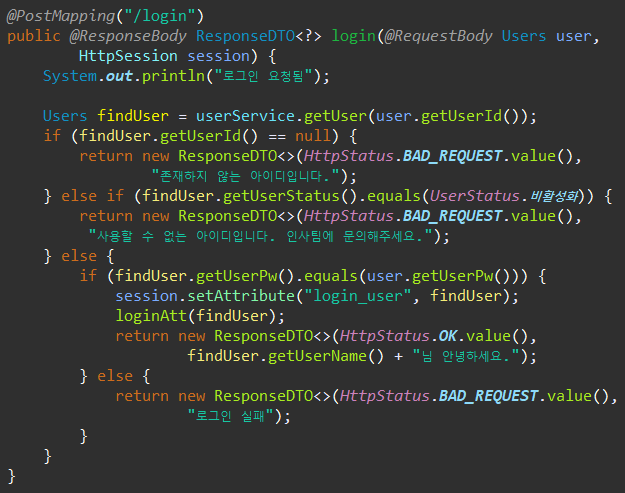 @PostMapping("/login")
public @ResponseBody ResponseDTO<?> login(@RequestBody Users user,
        HttpSession session) {
    System.out.println("로그인 요청됨");

    Users findUser = userService.getUser(user.getUserId());
    if (findUser.getUserId() == null) {
        return new ResponseDTO<>(HttpStatus.BAD_REQUEST.value(),
                "존재하지 않는 아이디입니다.");
    } else if (findUser.getUserStatus().equals(UserStatus.비활성화)) {
        return new ResponseDTO<>(HttpStatus.BAD_REQUEST.value(),
         "사용할 수 없는 아이디입니다. 인사팀에 문의해주세요.");
    } else {
        if (findUser.getUserPw().equals(user.getUserPw())) {
            session.setAttribute("login_user", findUser);
            loginAtt(findUser);
            return new ResponseDTO<>(HttpStatus.OK.value(),
                    findUser.getUserName() + "님 안녕하세요.");
        } else {
            return new ResponseDTO<>(HttpStatus.BAD_REQUEST.value(),
                    "로그인 실패");
        }
    }
}